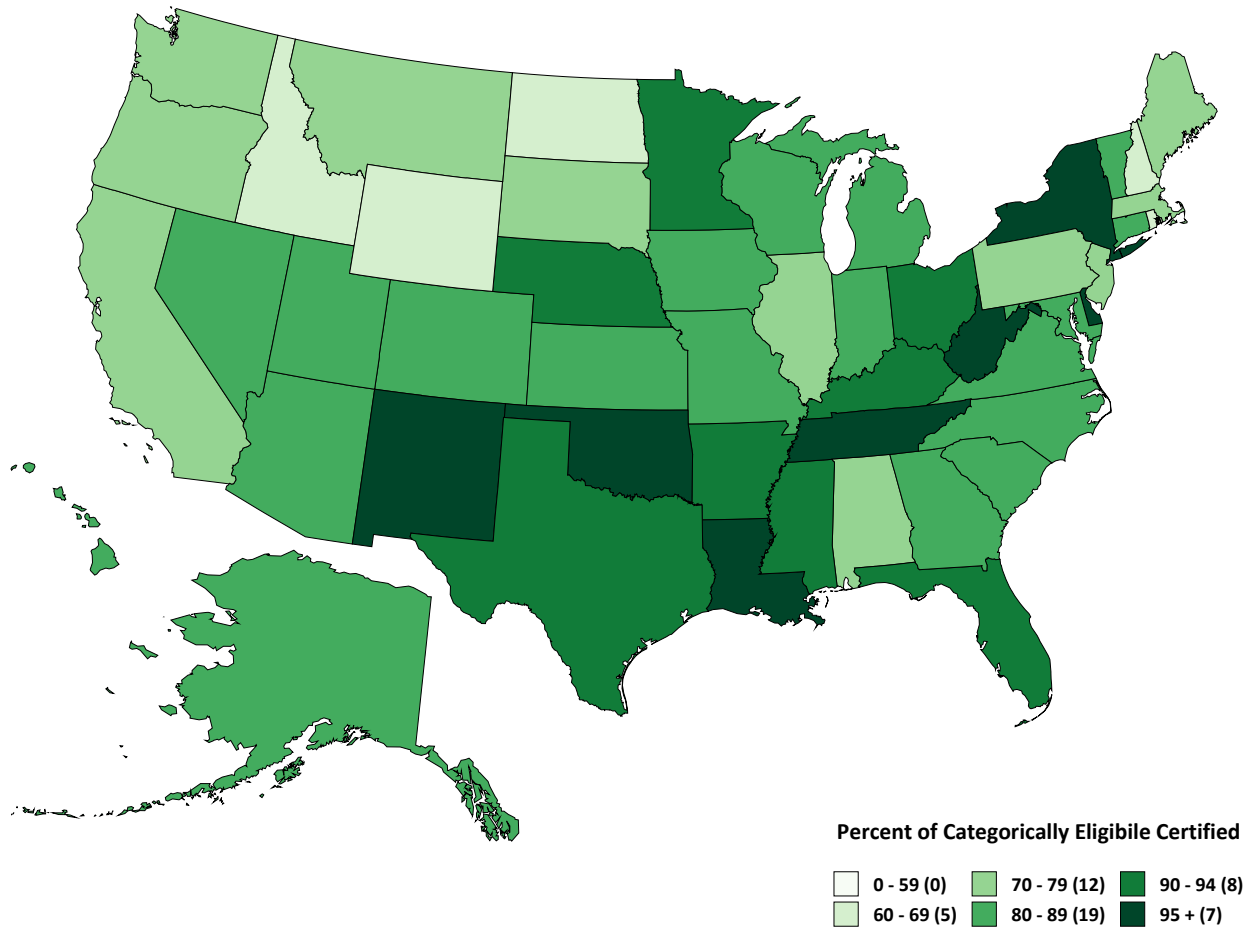 Percent of Categorically Eligibile Certified
0 - 59 (0) 70 - 79 (12) 90 - 94 (8)
60 - 69 (5) 80 - 89 (19) 95 + (7)